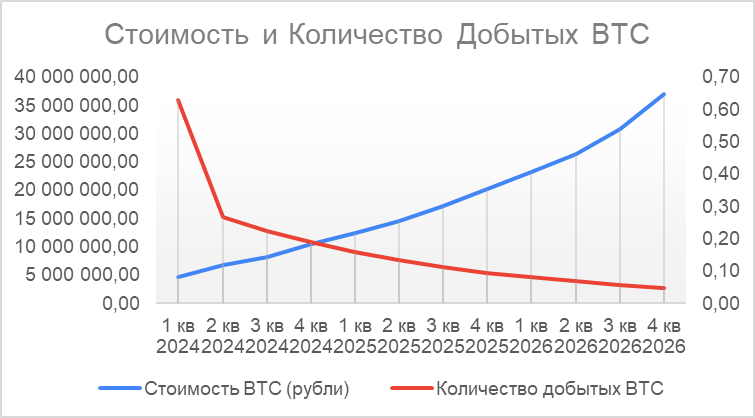 Стоимость и Количество Добытых BTC
40 000 000,00
35 000 000,00
30 000 000,00
25 000 000,00
20 000 000,00
15 000 000,00
10 000 000,00
5 000 000,00
0,00
0,70
0,60
0,50
0,40
0,30
0,20
0,10
0,00
1 кв 2 кв 3 кв 4 кв 1 кв 2 кв 3 кв 4 кв 1 кв 2 кв 3 кв 4 кв
2024 2024 2024 2024 2025 2025 2025 2025 2026 2026 2026 2026
Стоимость BTC (рубли) Количество добытых BTC